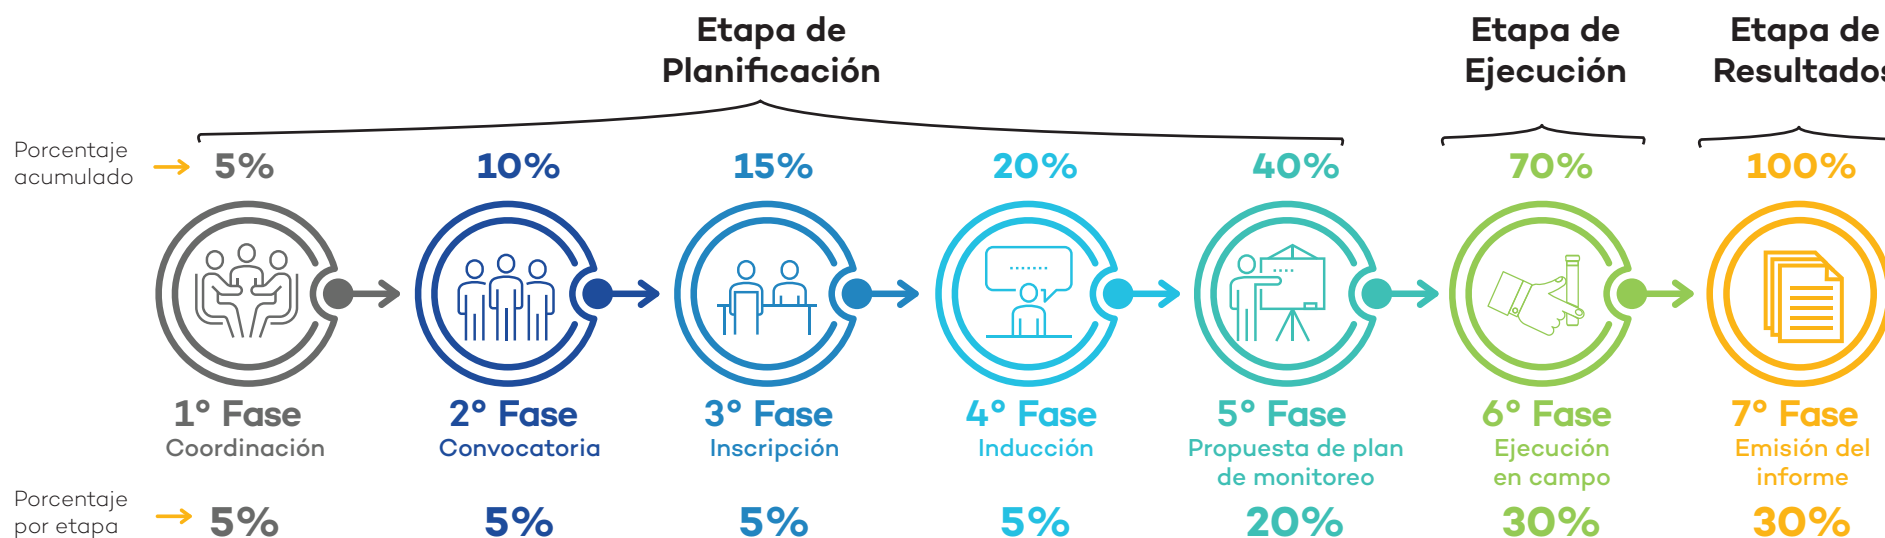 Etapa de
Planificación
Etapa de
Ejecución
Etapa de
Resultados
Porcentaje
acumulado
5%
10%
15%
20%
40%
70%
100%
1° Fase
Coordinación
2° Fase
Convocatoria
3° Fase
Inscripción
4° Fase
Inducción
5° Fase
Propuesta de plan
de monitoreo
6° Fase
Ejecución
en campo
7° Fase
Emisión del
informe
Porcentaje
por etapa
5%
5%
5%
5%
20%
30%
30%